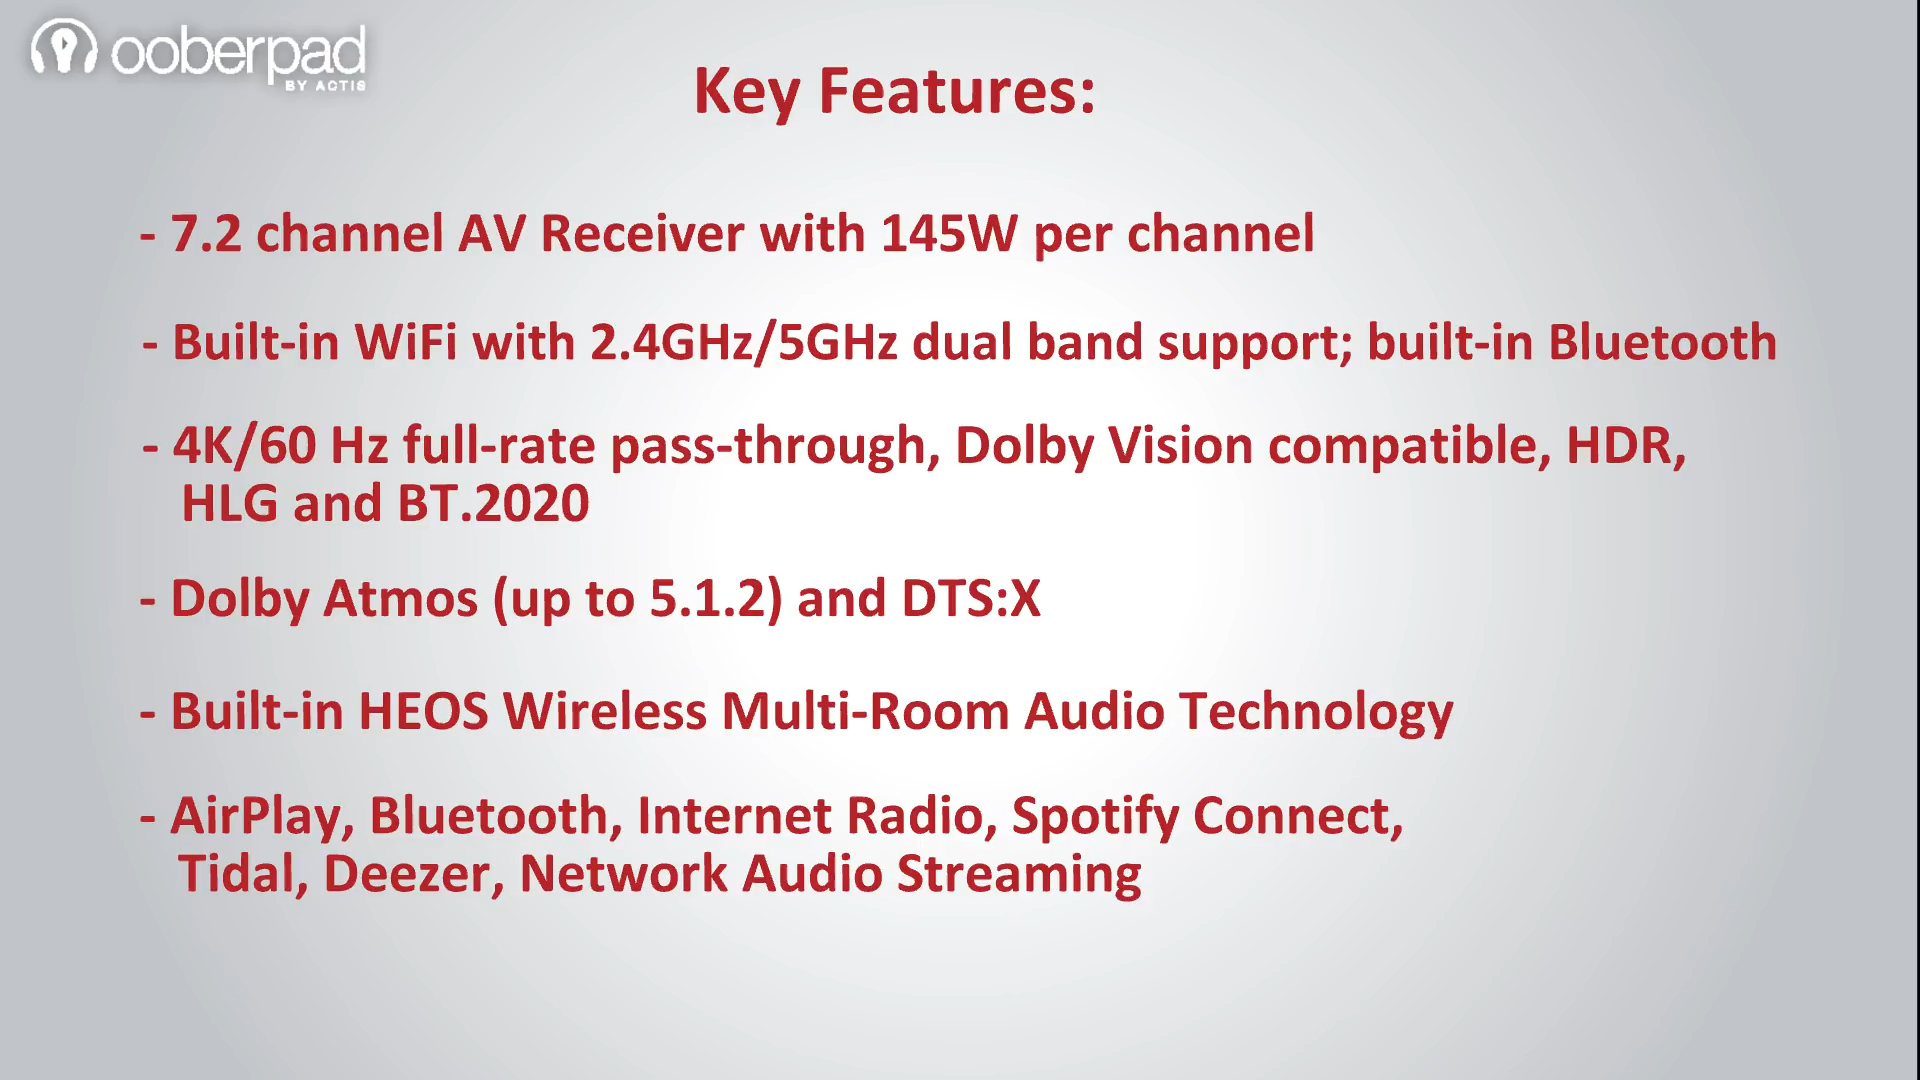 ooberpad
BY ACTIS
Key Features:
- 7.2 channel AV Receiver with 145W per channel
- Built-in WiFi with 2.4GHz/5GHz dual band support; built-in Bluetooth
- 4K/60 Hz full-rate pass-through, Dolby Vision compatible, HDR,
HLG and BT.2020
- Dolby Atmos (up to 5.1.2) and DTS:X
- Built-in HEOS Wireless Multi-Room Audio Technology
- AirPlay, Bluetooth, Internet Radio, Spotify Connect,
Tidal, Deezer, Network Audio Streaming